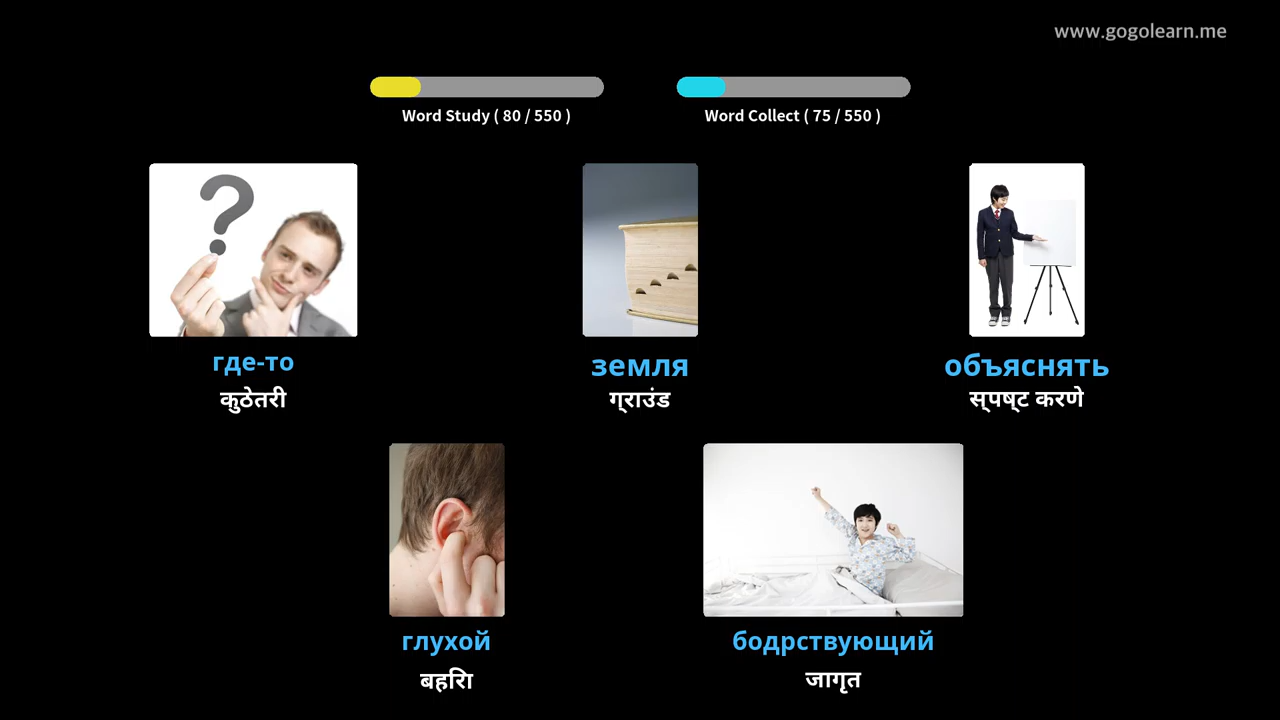 www.gogolearn.me
Word Study ( 80 / 550 )
Word Collect ( 75 / 550 )
где-то
कुठेतरी
земля
ग्राउंड
объяснять
स्पष्ट करणे
глухой
बहिरा
бодрствующий
जागृत